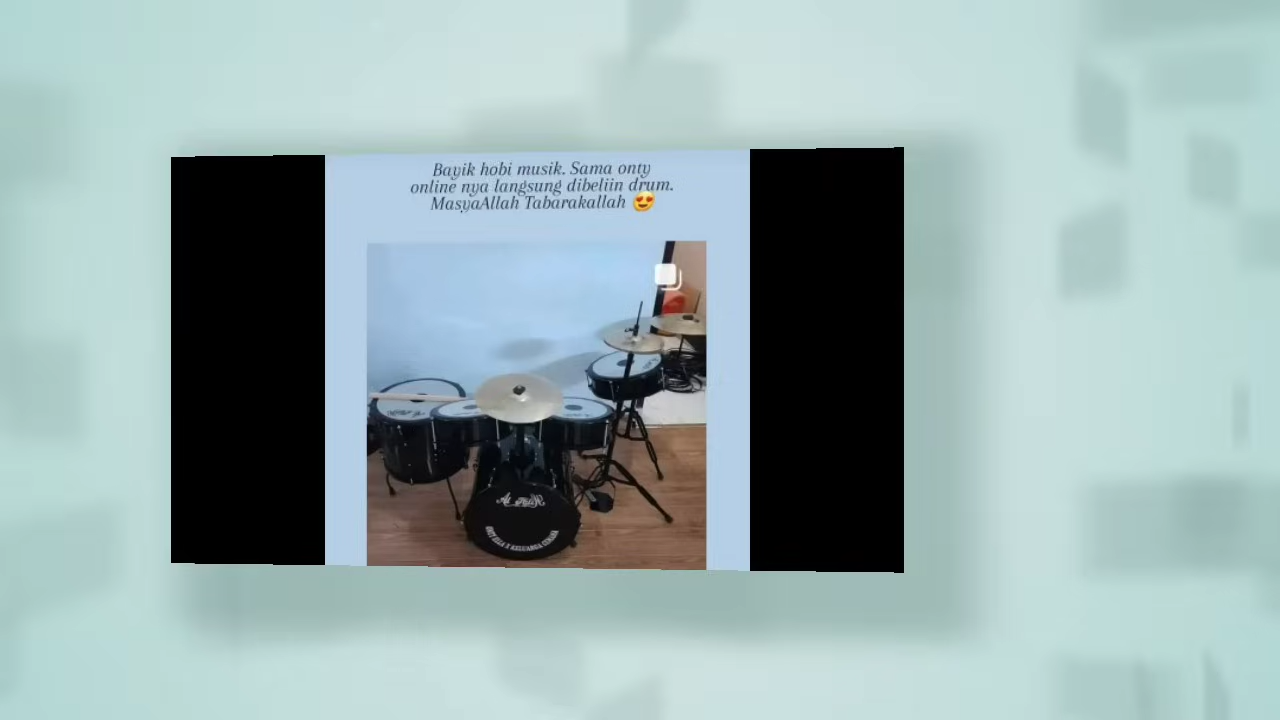 Bayik hobi musik. Sama onty
online nya langsung dibeliin drum.
MasyaAllah Tabarakallah 😍